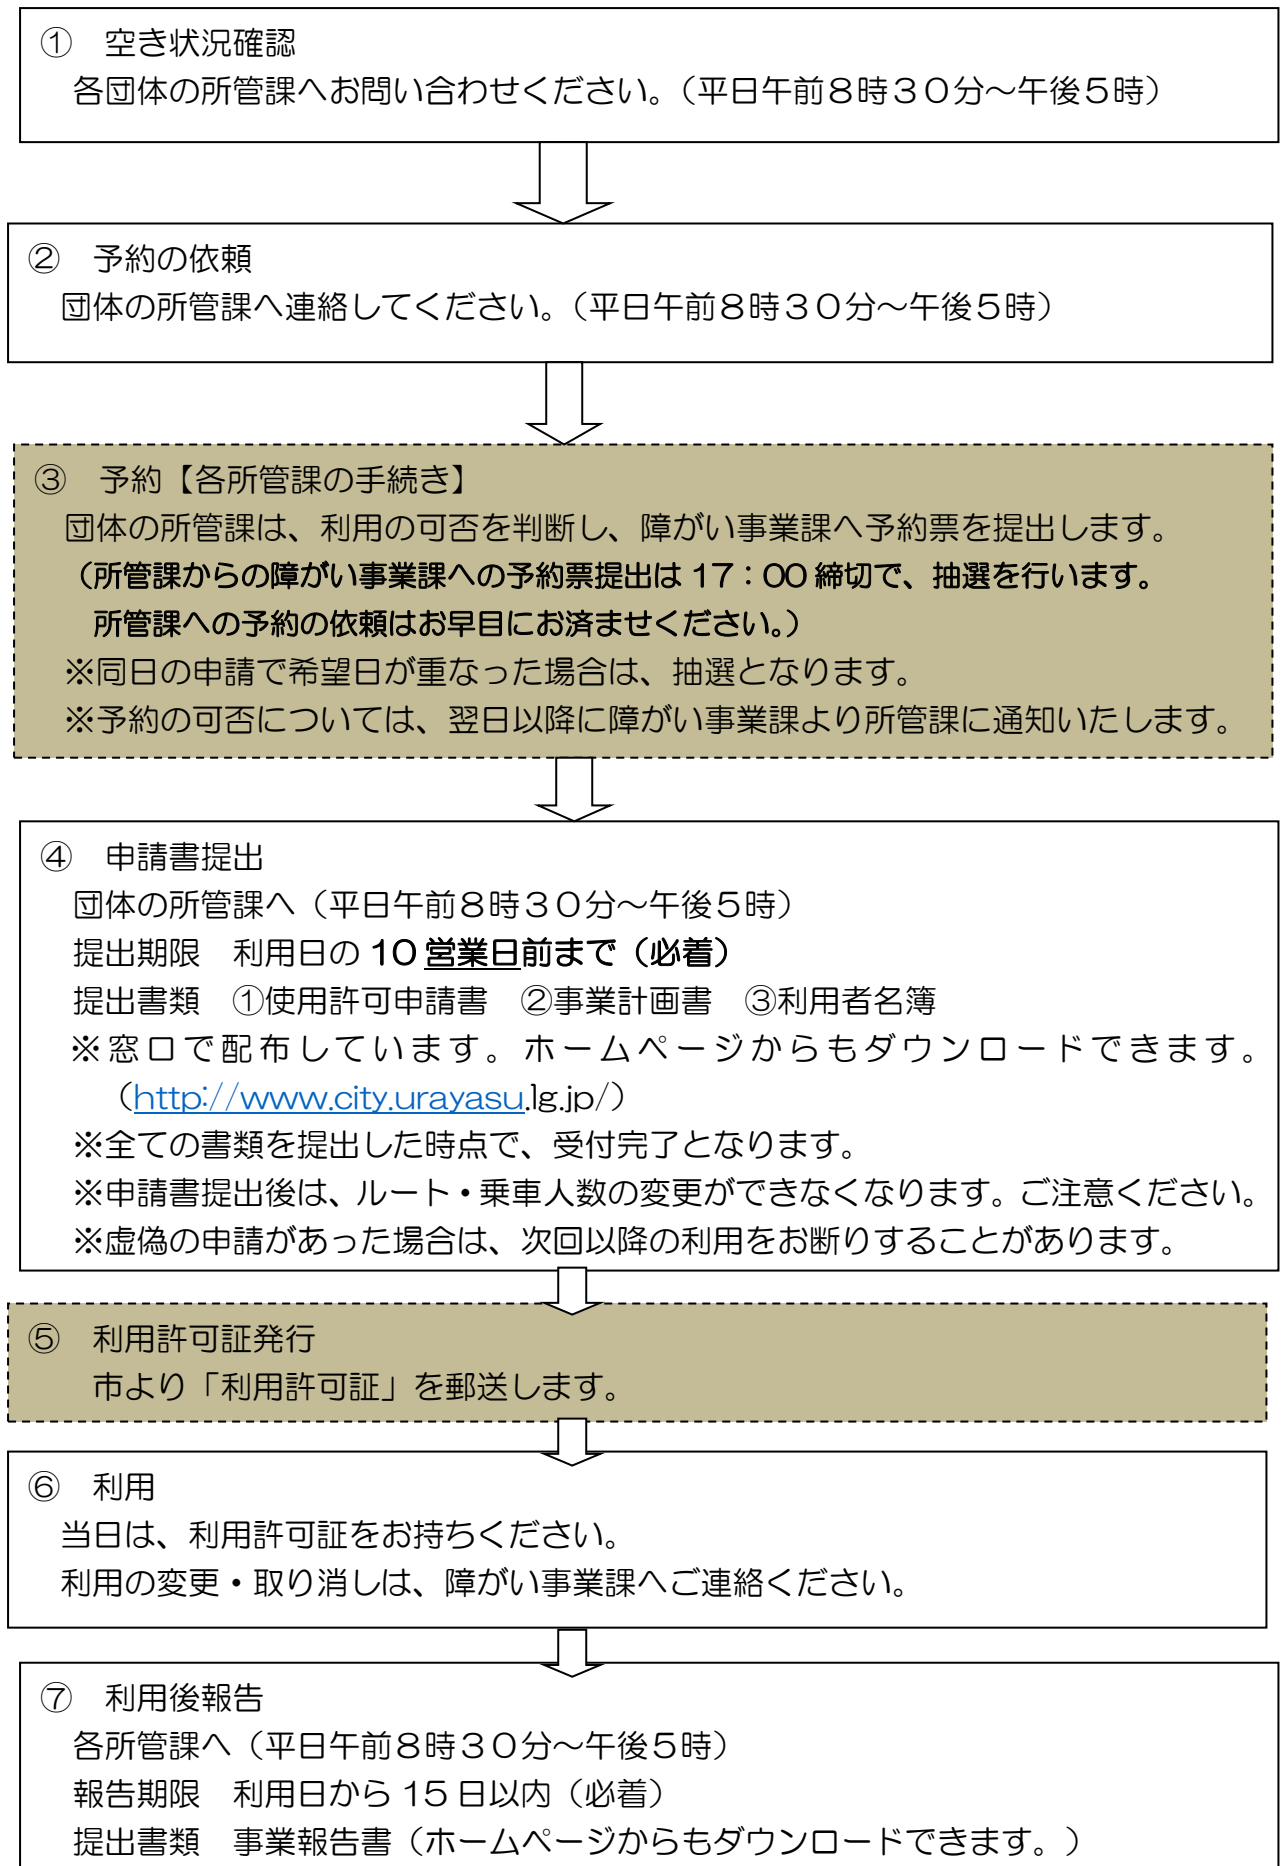 ① 空き状況確認
各団体の所管課へお問い合わせください。（平日午前８時３０分～午後５時）
② 予約の依頼
団体の所管課へ連絡してください。（平日午前８時３０分～午後５時）
③ 予約【各所管課の手続き】
団体の所管課は、利用の可否を判断し、障がい事業課へ予約票を提出します。
（所管課からの障がい事業課への予約票提出は 17：00 締切で、抽選を行います。
所管課への予約の依頼はお早目にお済ませください。）
※同日の申請で希望日が重なった場合は、抽選となります。
※予約の可否については、翌日以降に障がい事業課より所管課に通知いたします。
④ 申請書提出
団体の所管課へ（平日午前８時３０分～午後５時）
提出期限 利用日の 10 営業日前まで（必着）
提出書類 ①使用許可申請書 ②事業計画書 ③利用者名簿
※窓口で配布しています。ホームページからもダウンロードできます。
（http://www.city.urayasu.lg.jp/）
※全ての書類を提出した時点で、受付完了となります。
※申請書提出後は、ルート・乗車人数の変更ができなくなります。ご注意ください。
※虚偽の申請があった場合は、次回以降の利用をお断りすることがあります。
⑤ 利用許可証発行
市より「利用許可証」を郵送します。
⑥ 利用
当日は、利用許可証をお持ちください。
利用の変更・取り消しは、障がい事業課へご連絡ください。
⑦ 利用後報告
各所管課へ（平日午前８時３０分～午後５時）
報告期限 利用日から 15 日以内（必着）
提出書類 事業報告書（ホームページからもダウンロードできます。）